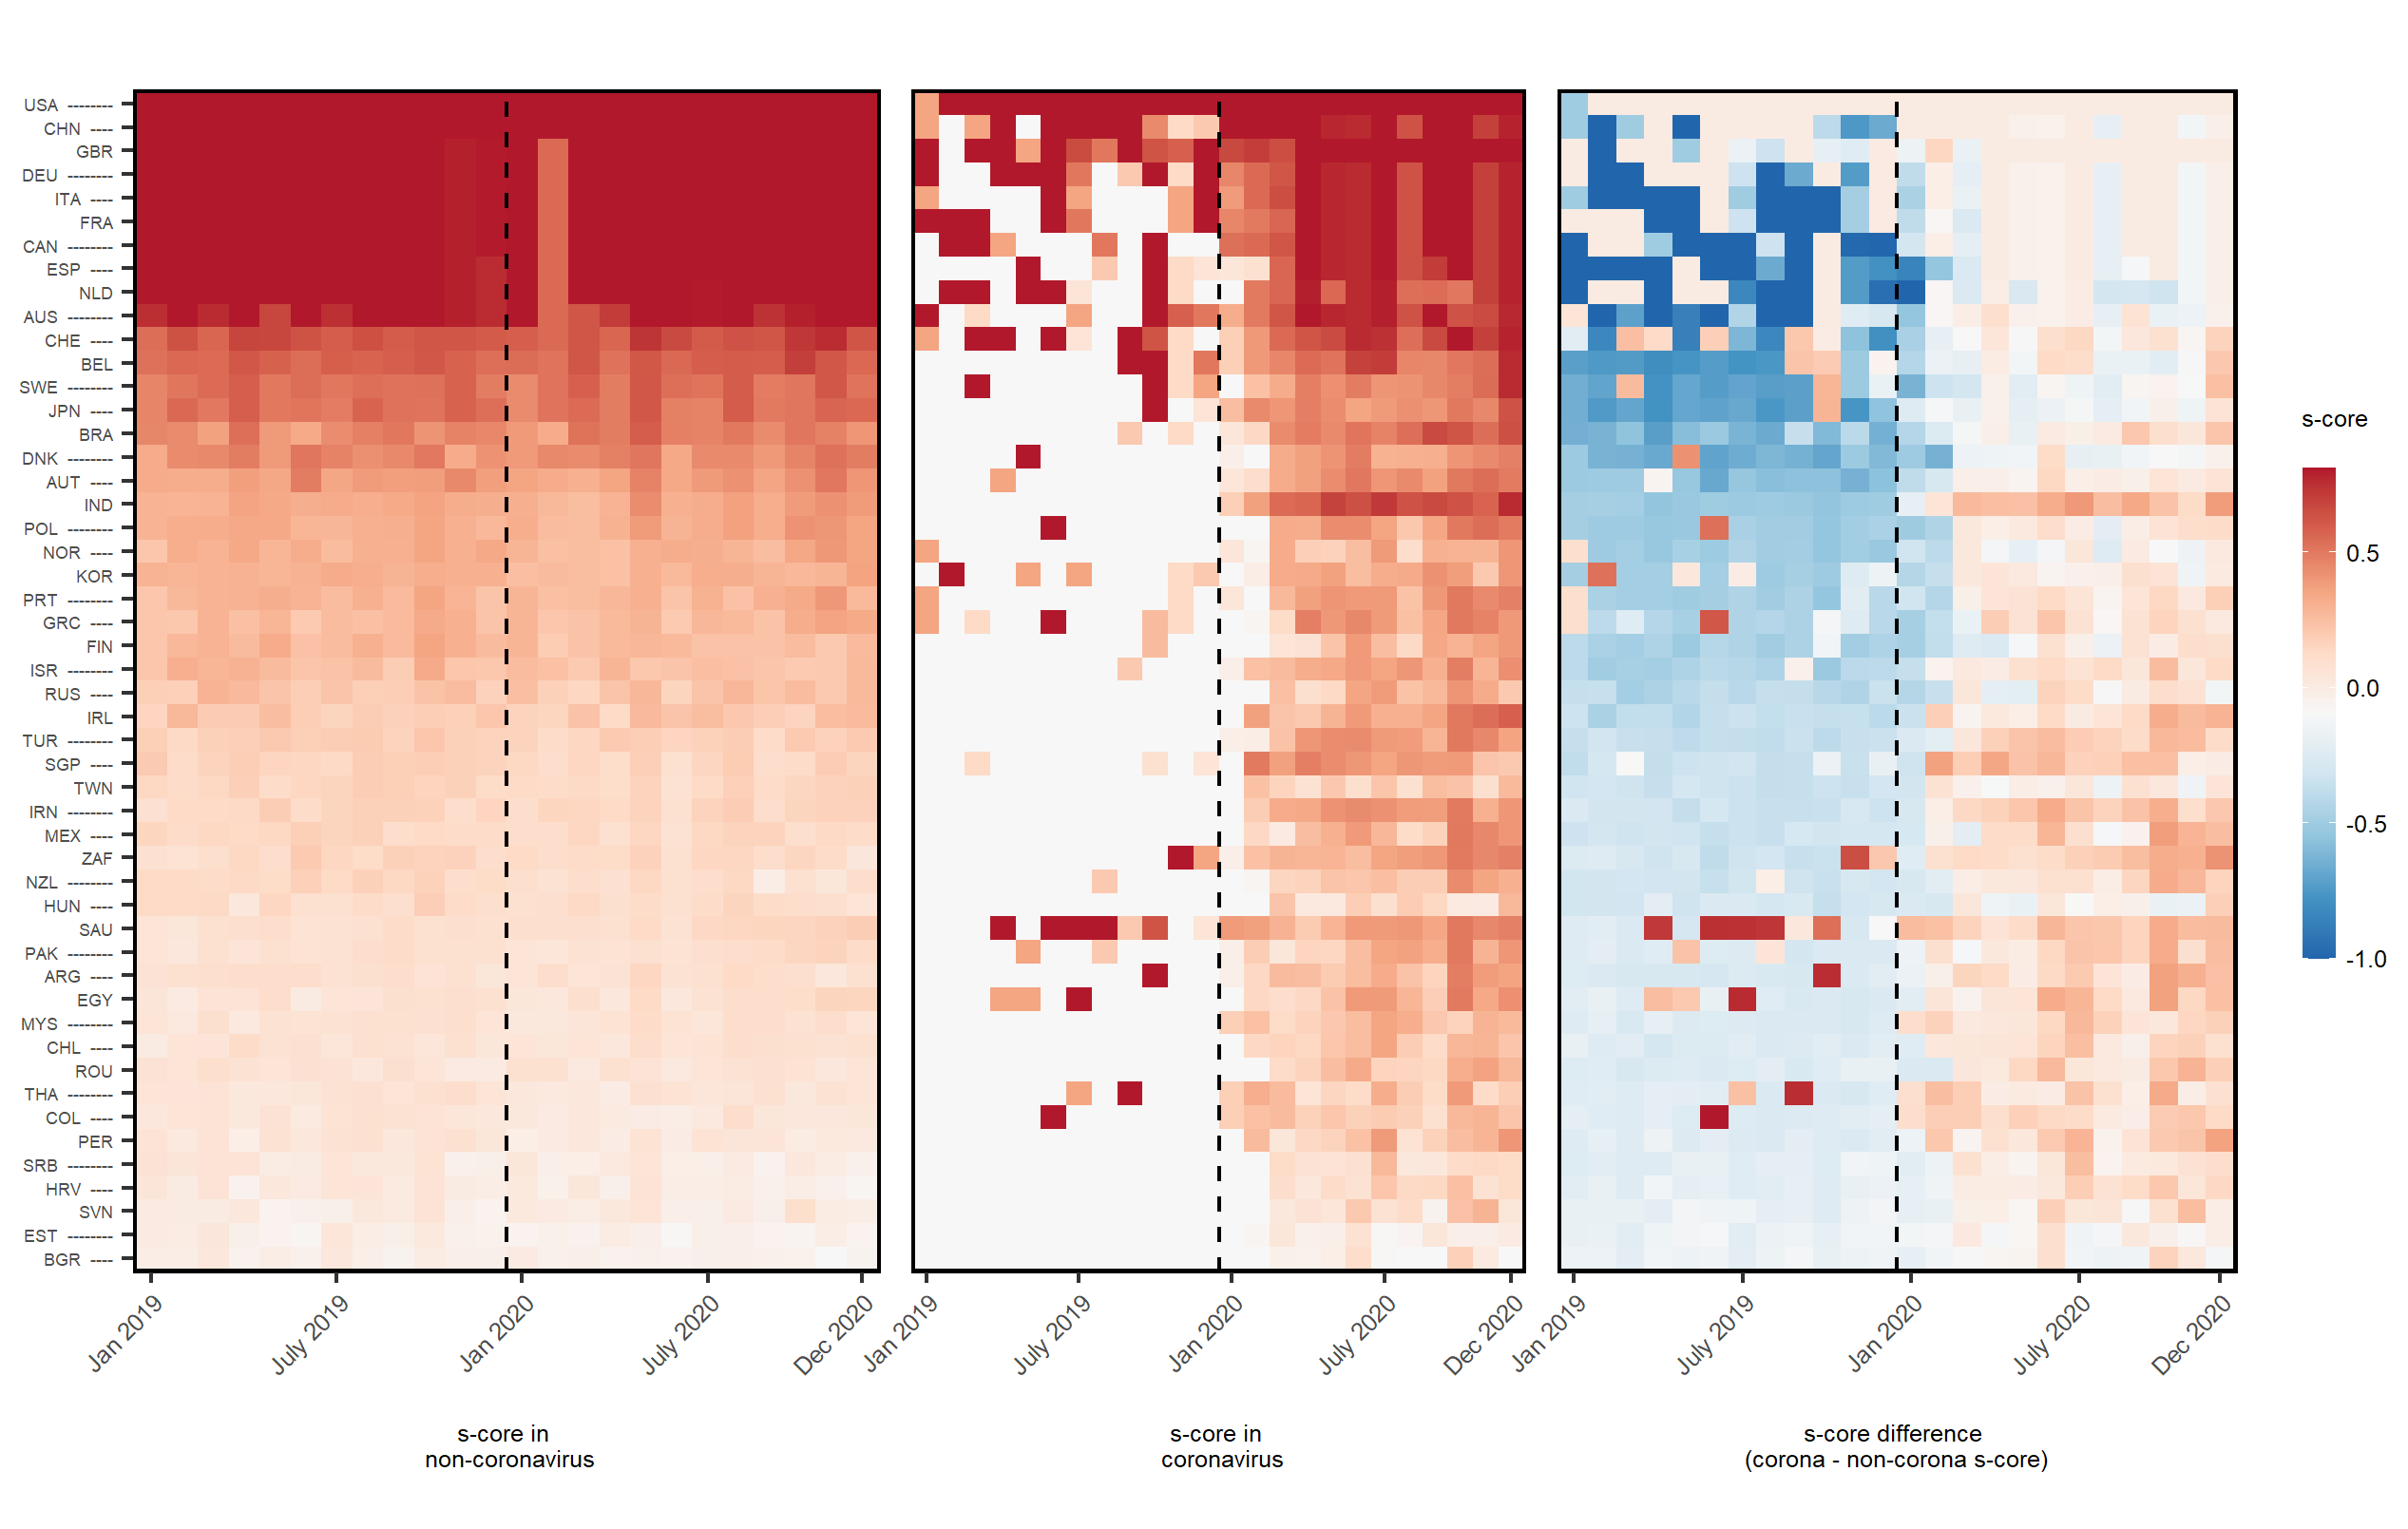 USA --------
CHN ----
GBR
DEU --------
ITA ----
FRA
CAN --------
ESP ----
NLD
AUS --------
CHE ----
BEL
SWE --------
JPN ----
BRA
DNK --------
AUT ----
IND
POL --------
NOR ----
KOR
PRT --------
GRC ----
FIN
ISR --------
RUS ----
IRL
TUR --------
SGP ----
TWN
IRN --------
MEX ----
ZAF
NZL --------
HUN ----
SAU
PAK --------
ARG ----
EGY
MYS --------
CHL ----
ROU
THA --------
COL ----
PER
SRB --------
HRV ----
SVN
EST --------
BGR ----
Jan 2019
July 2019
Jan 2020
July 2020
Dec 2020
Jan 2019
July 2019
Jan 2020
July 2020
Dec 2020
Jan 2019
July 2019
Jan 2020
July 2020
Dec 2020
s-core in
non-coronavirus
s-core in
coronavirus
s-core difference
(corona - non-corona s-core)
s-core
0.5
0.0
-0.5
-1.0